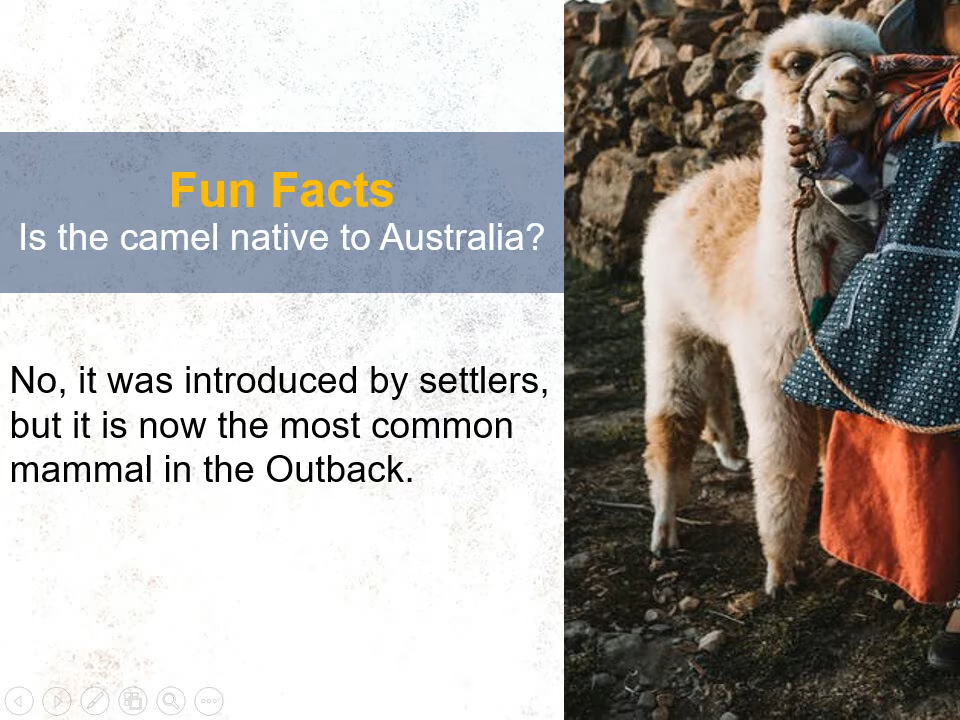 Fun Facts
Is the camel native to Australia?
No, it was introduced by settlers,
but it is now the most common
mammal in the Outback.